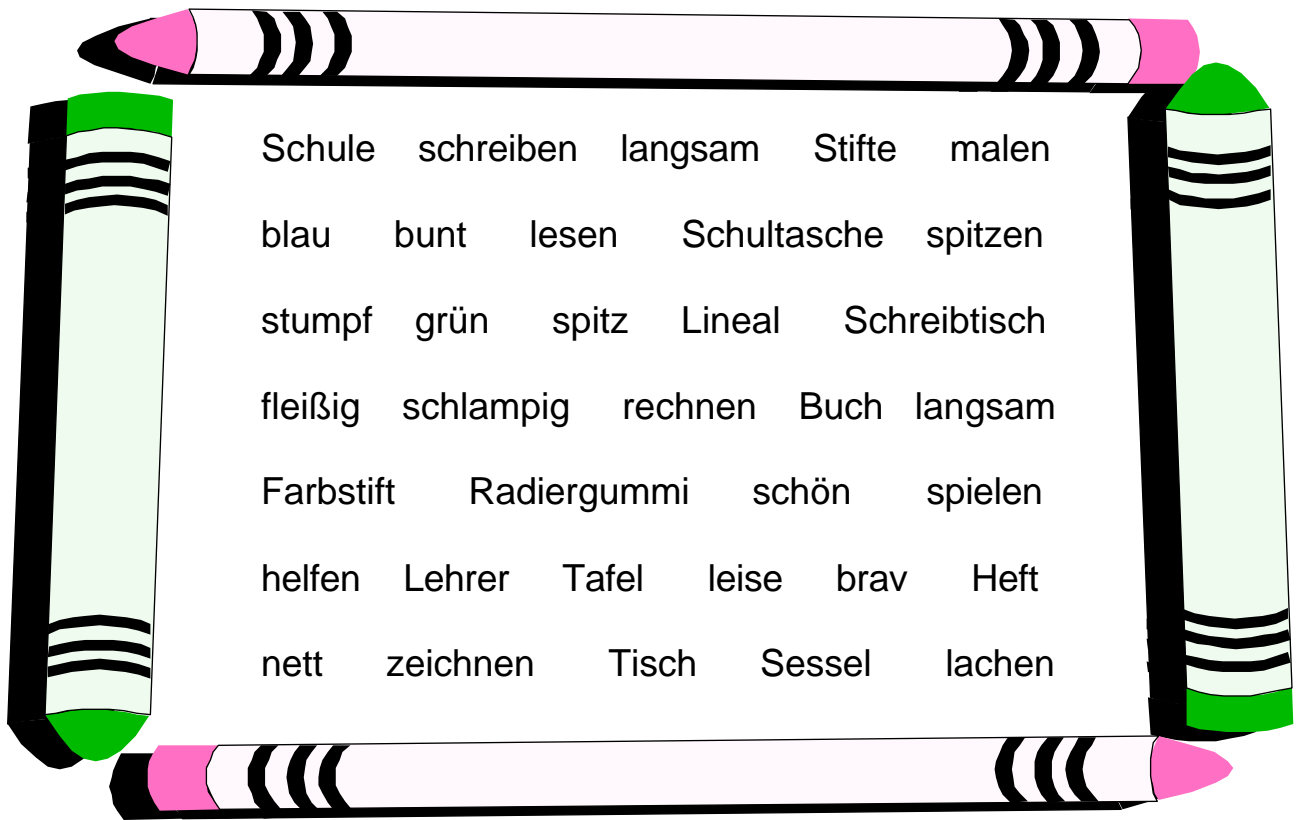 Schule schreiben langsam Stifte malen
blau bunt lesen Schultasche spitzen
stumpf grün spitz Lineal Schreibtisch
fleißig schlampig rechnen Buch langsam
Farbstift Radiergummi schön spielen
helfen Lehrer Tafel leise brav Heft
nett zeichnen Tisch Sessel lachen